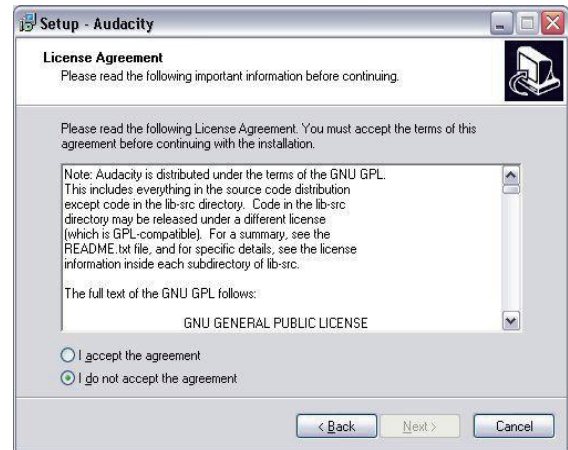 Setup - Audacity
License Agreement
Please read the following important information before continuing.
Please read the following License Agreement. You must accept the terms of this
agreement before continuing with the installation.
Note: Audacity is distributed under the terms of the GNU GPL.
This includes everything in the source code distribution
except code in the lib-src directory.  Code in the lib-src
directory may be released under a different license
(which is GPL-compatible).  For a summary, see the
README.txt file, and for specific details, see the license
information inside each subdirectory of lib-src.
The full text of the GNU GPL follows:
GNU GENERAL PUBLIC LICENSE
I accept the agreement
I do not accept the agreement
< Back Next > Cancel